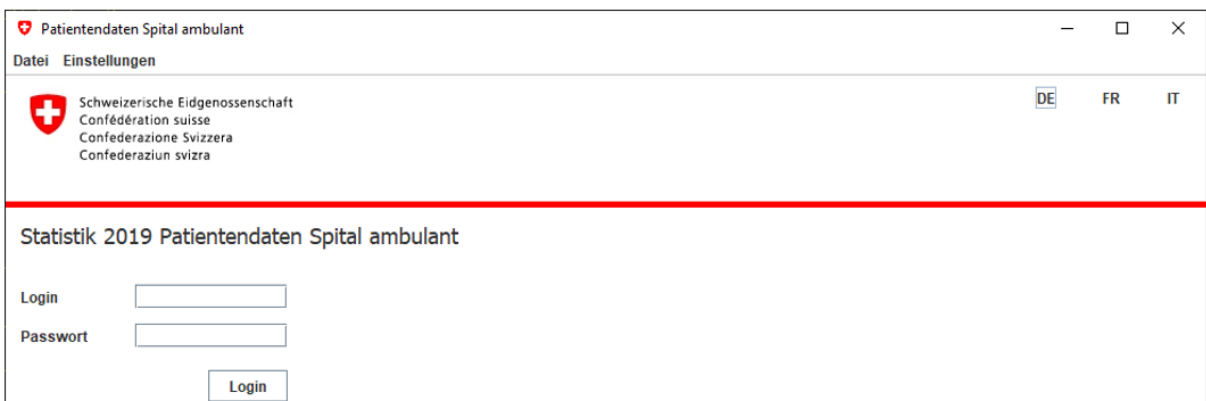 Patientendaten Spital ambulant
Datei Einstellungen
Schweizerische Eidgenossenschaft
Confédération suisse
Confederazione Svizzera
Confederaziun svizra
DE FR IT
Statistik 2019 Patientendaten Spital ambulant
Login
Passwort
Login